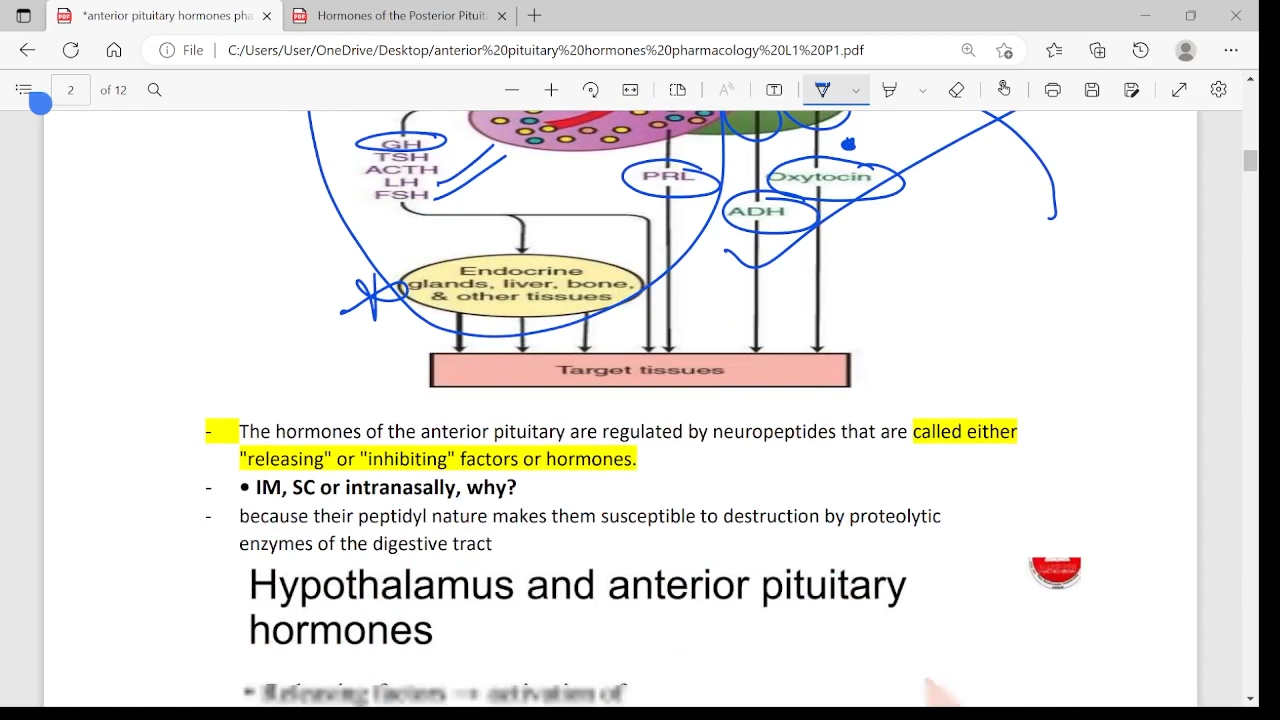 *anterior pituitary hormones pha
Hormones of the Posterior Pituit
File
C:/Users/User/OneDrive/Desktop/anterior%20pituitary%20hormones%20pharmacology%20L1%20P1.pdf
2
of 12
GH
TSH
ACTH
LH
FSH
PRL
Oxytocin
ADH
Endocrine
glands, liver, bone,
& other tissues
Target tissues
- The hormones of the anterior pituitary are regulated by neuropeptides that are called either
"releasing" or "inhibiting" factors or hormones.
- • IM, SC or intranasally, why?
- because their peptidyl nature makes them susceptible to destruction by proteolytic
enzymes of the digestive tract
Hypothalamus and anterior pituitary
hormones
• Releasing factors → activation of